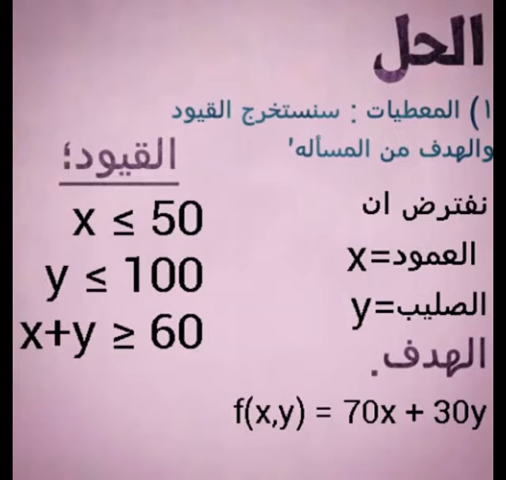 الحل
١) المعطيات : سنستخرج القيود
والهدف من المسأله'
القيود؛
x ≤ 50
y ≤ 100
x+y ≥ 60
نفترض ان
العمود=x
الصليب=y
الهدف.
f(x,y) = 70x + 30y